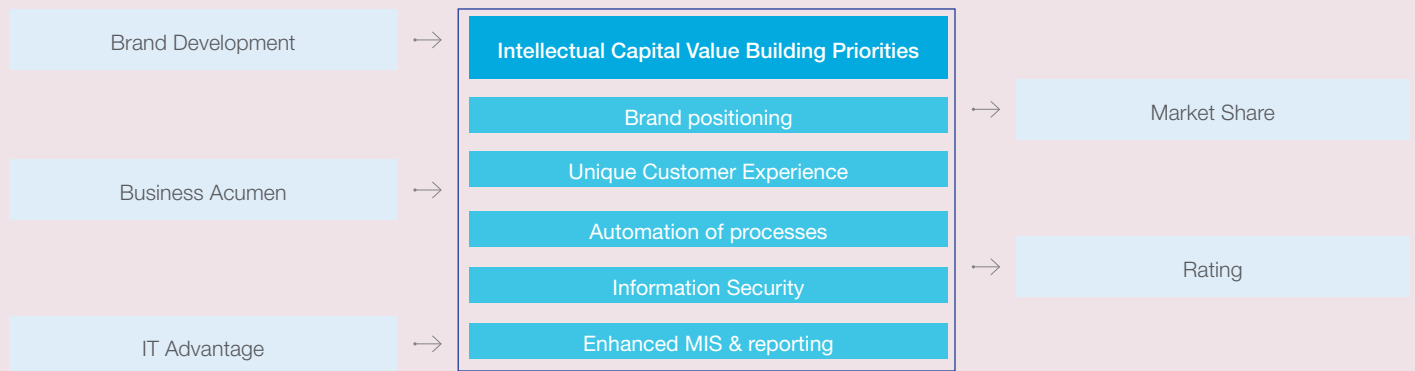 Brand Development
Business Acumen
IT Advantage
Intellectual Capital Value Building Priorities
Brand positioning
Unique Customer Experience
Automation of processes
Information Security
Enhanced MIS & reporting
Market Share
Rating